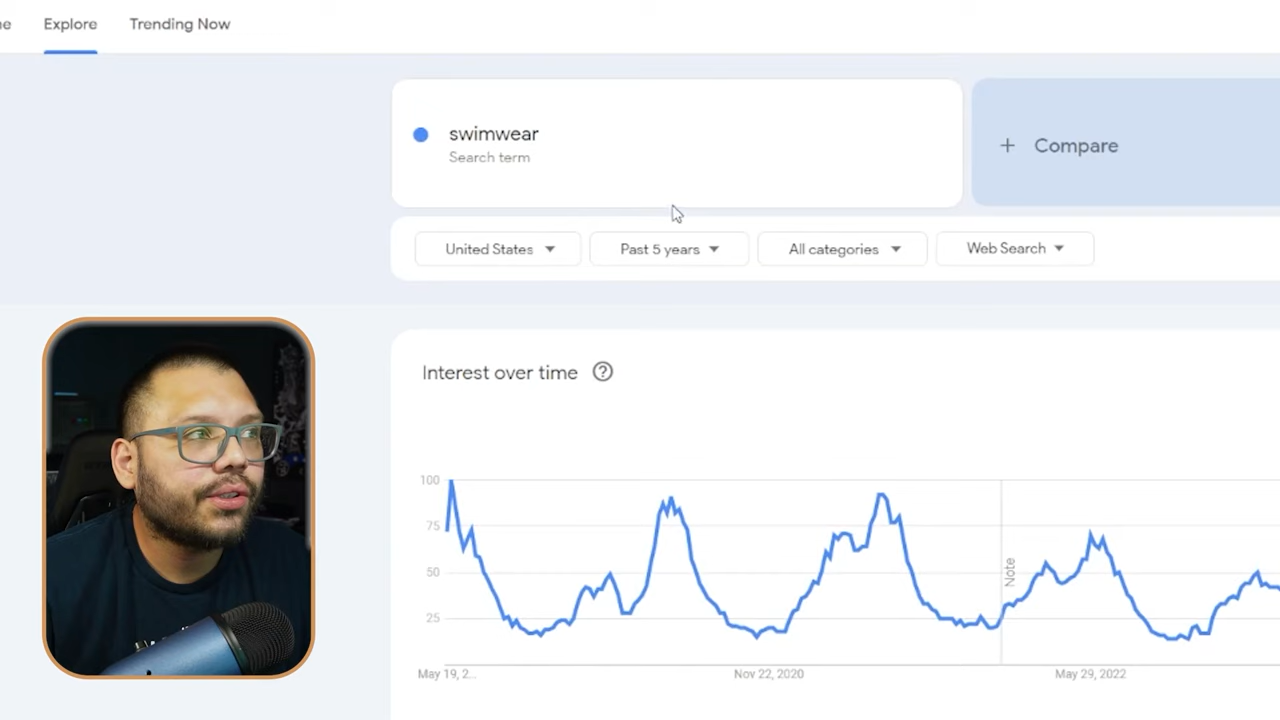 Explore Trending Now
swimwear
Search term
+ Compare
United States Past 5 years All categories Web Search
Interest over time ?
100
75
50
25
Note
May 19, 2... Nov 22, 2020 May 29, 2022